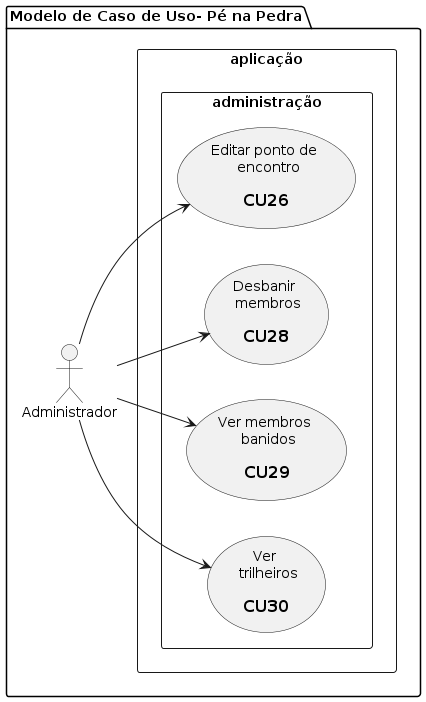 Modelo de Caso de Uso- Pé na Pedra
aplicação
administração
Editar ponto de
encontro
CU26
Desbanir
membros
CU28
Administrador
Ver membros
banidos
CU29
Ver
trilheiros
CU30